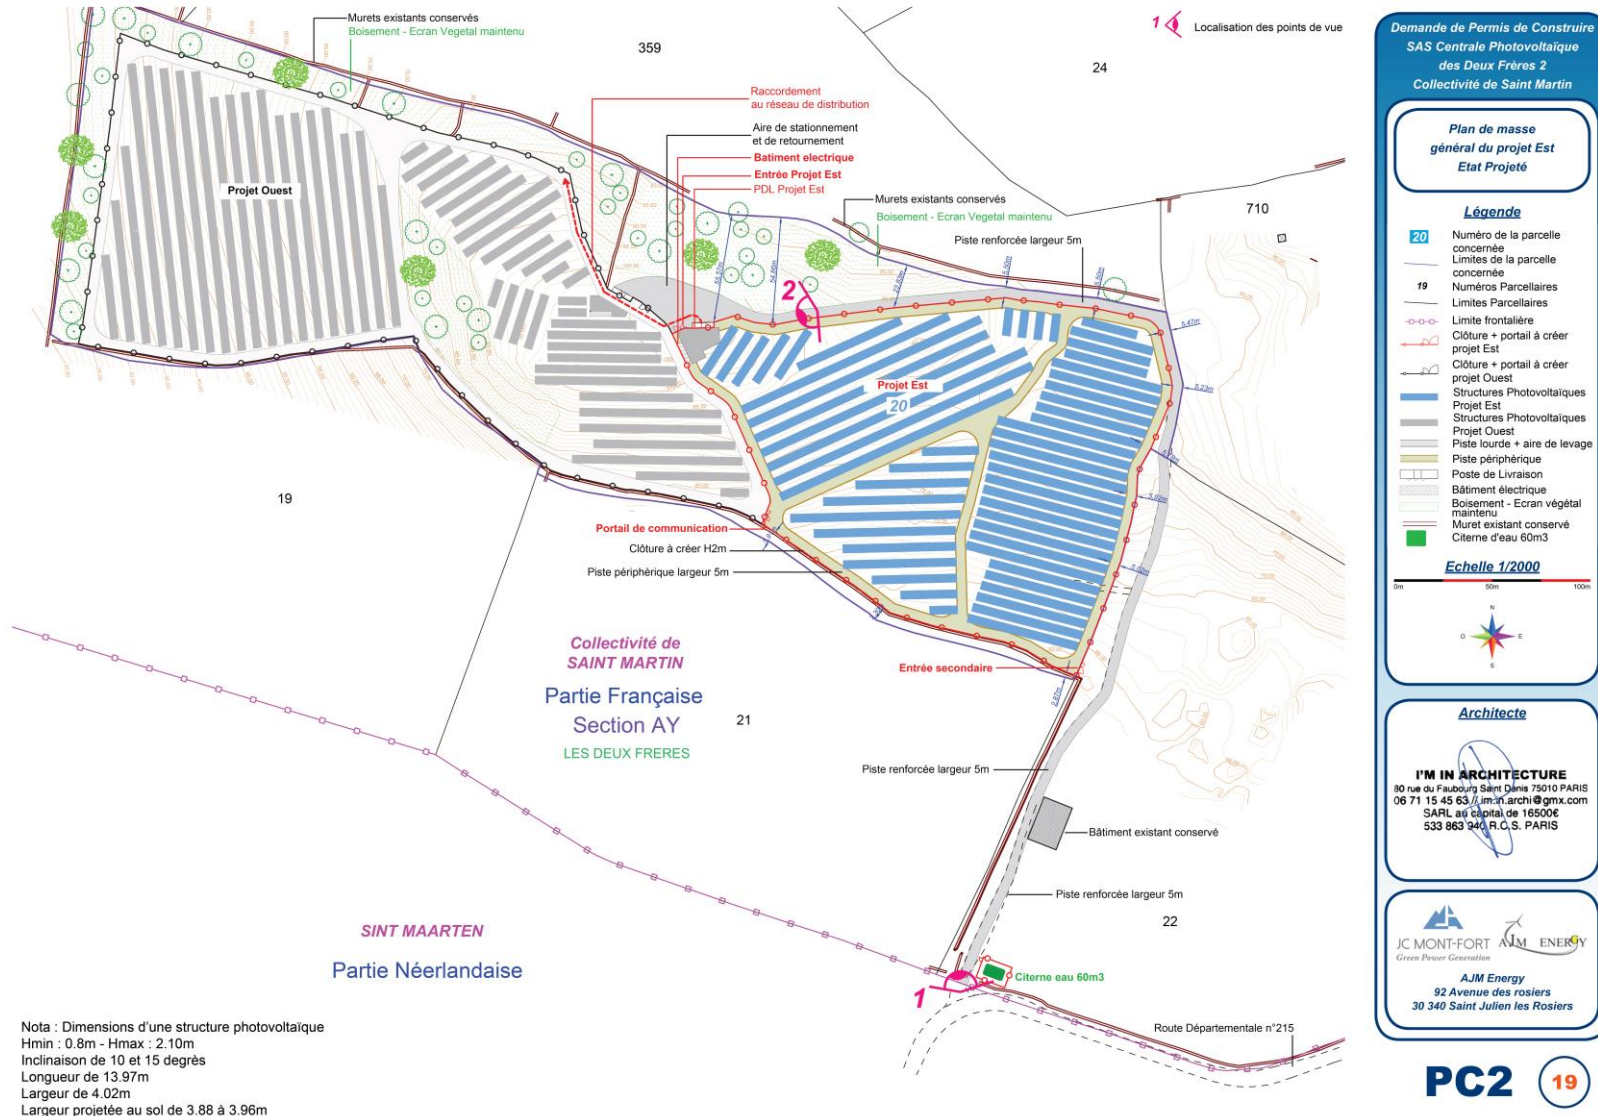 Murets existants conservés
Boisement - Ecran Vegetal maintenu
359
1
Localisation des points de vue
24
Raccordement
au réseau de distribution
Aire de stationnement
et de retournement
Batiment electrique
Entrée Projet Est
PDL Projet Est
Projet Ouest
Murets existants conservés
Boisement - Ecran Vegetal maintenu
Piste renforcée largeur 5m
710
2
Projet Est
20
19
Portail de communication
Clôture à créer H2m
Piste périphèrique largeur 5m
Collectivité de
SAINT MARTIN
Partie Française
Section AY
LES DEUX FRERES
21
Entrée secondaire
2.87m
5.47m
5.23m
5.92m
5.02m
Piste renforcée largeur 5m
Bâtiment existant conservé
Piste renforcée largeur 5m
22
SINT MAARTEN
Partie Néerlandaise
1
Citerne eau 60m3
Route Départementale n°215
Nota : Dimensions d'une structure photovoltaïque
Hmin : 0.8m - Hmax : 2.10m
Inclinaison de 10 et 15 degrès
Longueur de 13.97m
Largeur de 4.02m
Largeur projetée au sol de 3.88 à 3.96m
Demande de Permis de Construire
SAS Centrale Photovoltaïque
des Deux Frères 2
Collectivité de Saint Martin
Plan de masse
général du projet Est
Etat Projeté
Légende
20 Numéro de la parcelle
concernée
Limites de la parcelle
concernée
19 Numéros Parcellaires
Limites Parcellaires
Limite frontalière
Clôture + portail à créer
projet Est
Clôture + portail à créer
projet Ouest
Structures Photovoltaïques
Projet Est
Structures Photovoltaïques
Projet Ouest
Piste lourde + aire de levage
Piste périphérique
Poste de Livraison
Bâtiment électrique
Boisement - Ecran végétal
maintenu
Muret existant conservé
Citerne d'eau 60m3
Echelle 1/2000
0m 50m 100m
N
O E
S
Architecte
I'M IN ARCHITECTURE
80 rue du Faubourg Saint Denis 75010 PARIS
06 71 15 45 63 // im.in.archi@gmx.com
SARL au capital de 16500€
533 863 940 R.C.S. PARIS
JC MONT-FORT
Green Power Generation
AJM ENERGY
AJM Energy
92 Avenue des rosiers
30 340 Saint Julien les Rosiers
PC2
19